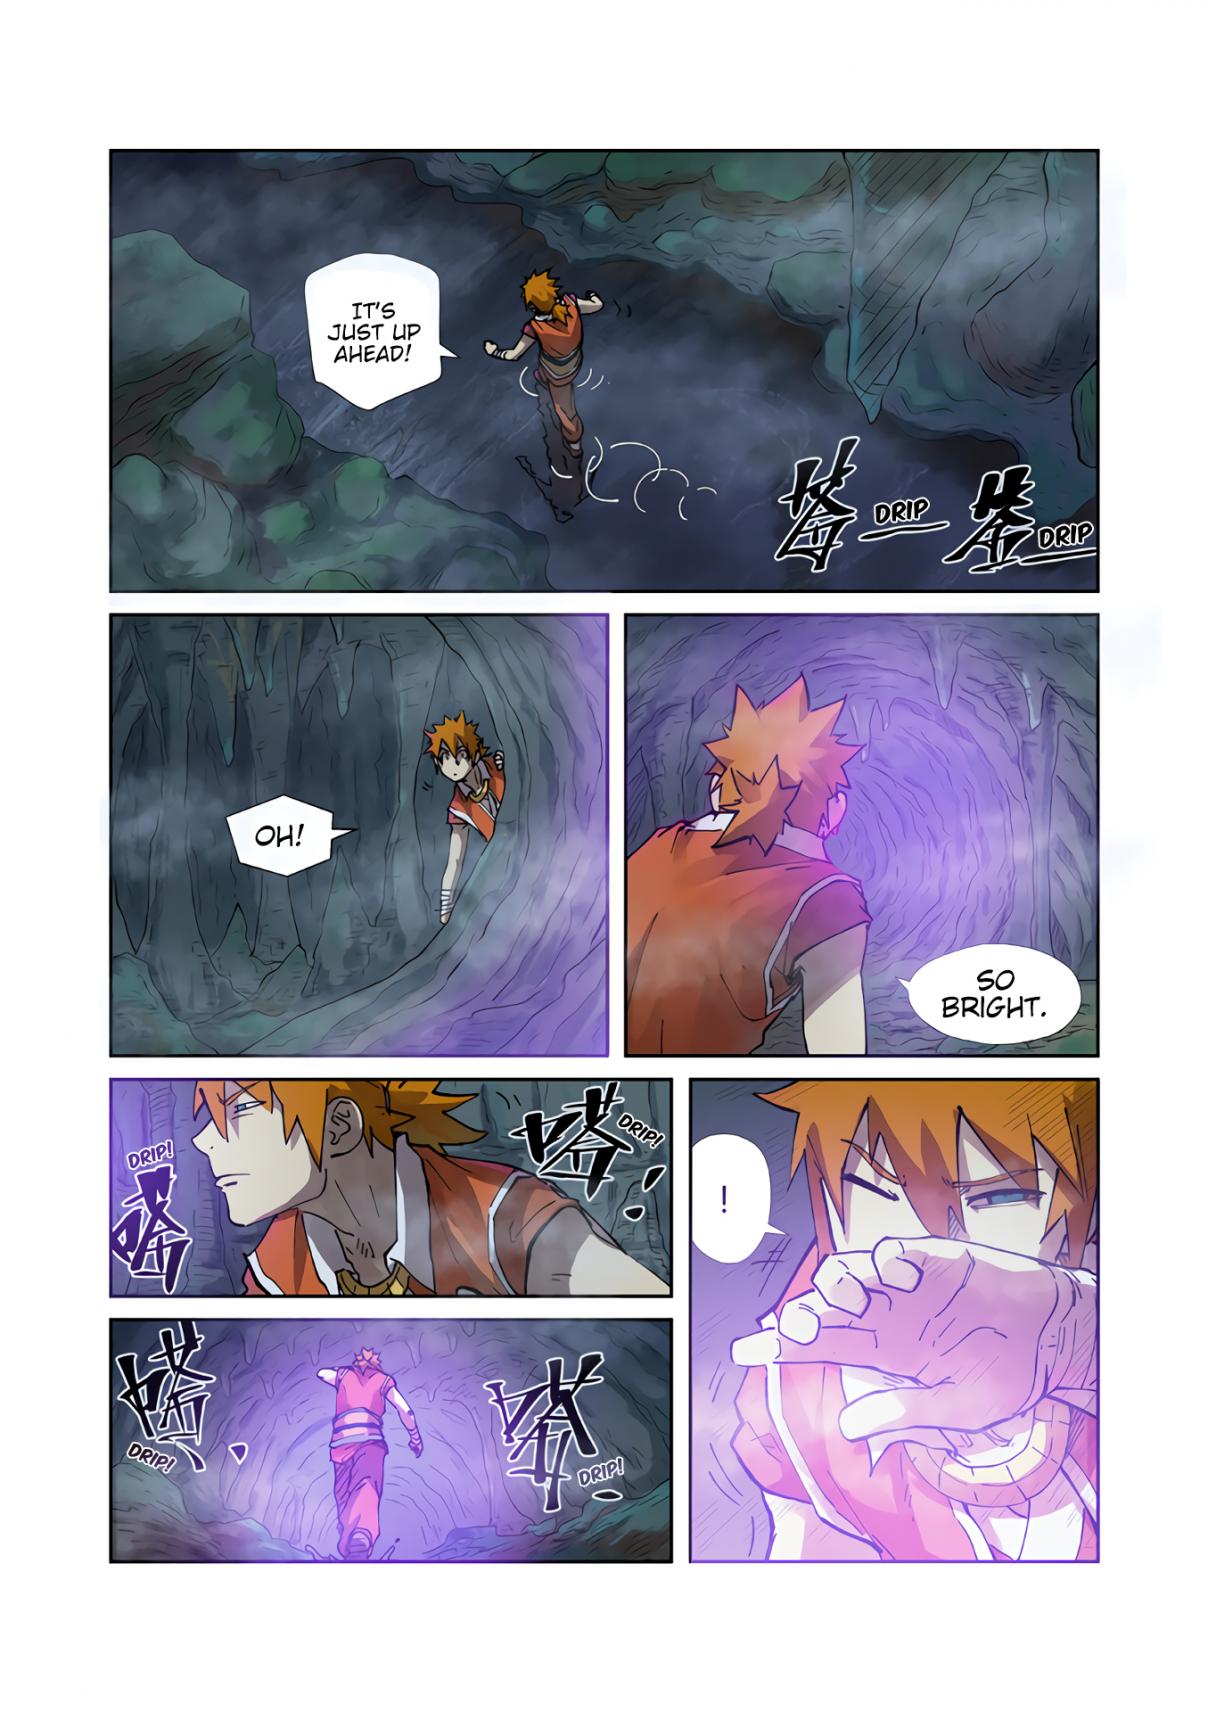 IT'S
JUST UP
AHEAD!
嗒 DRIP
嗒 DRIP
OH!
SO
BRIGHT.
DRIP!
嗒
嗒 DRIP!
!
嗒
DRIP!
嗒
DRIP!